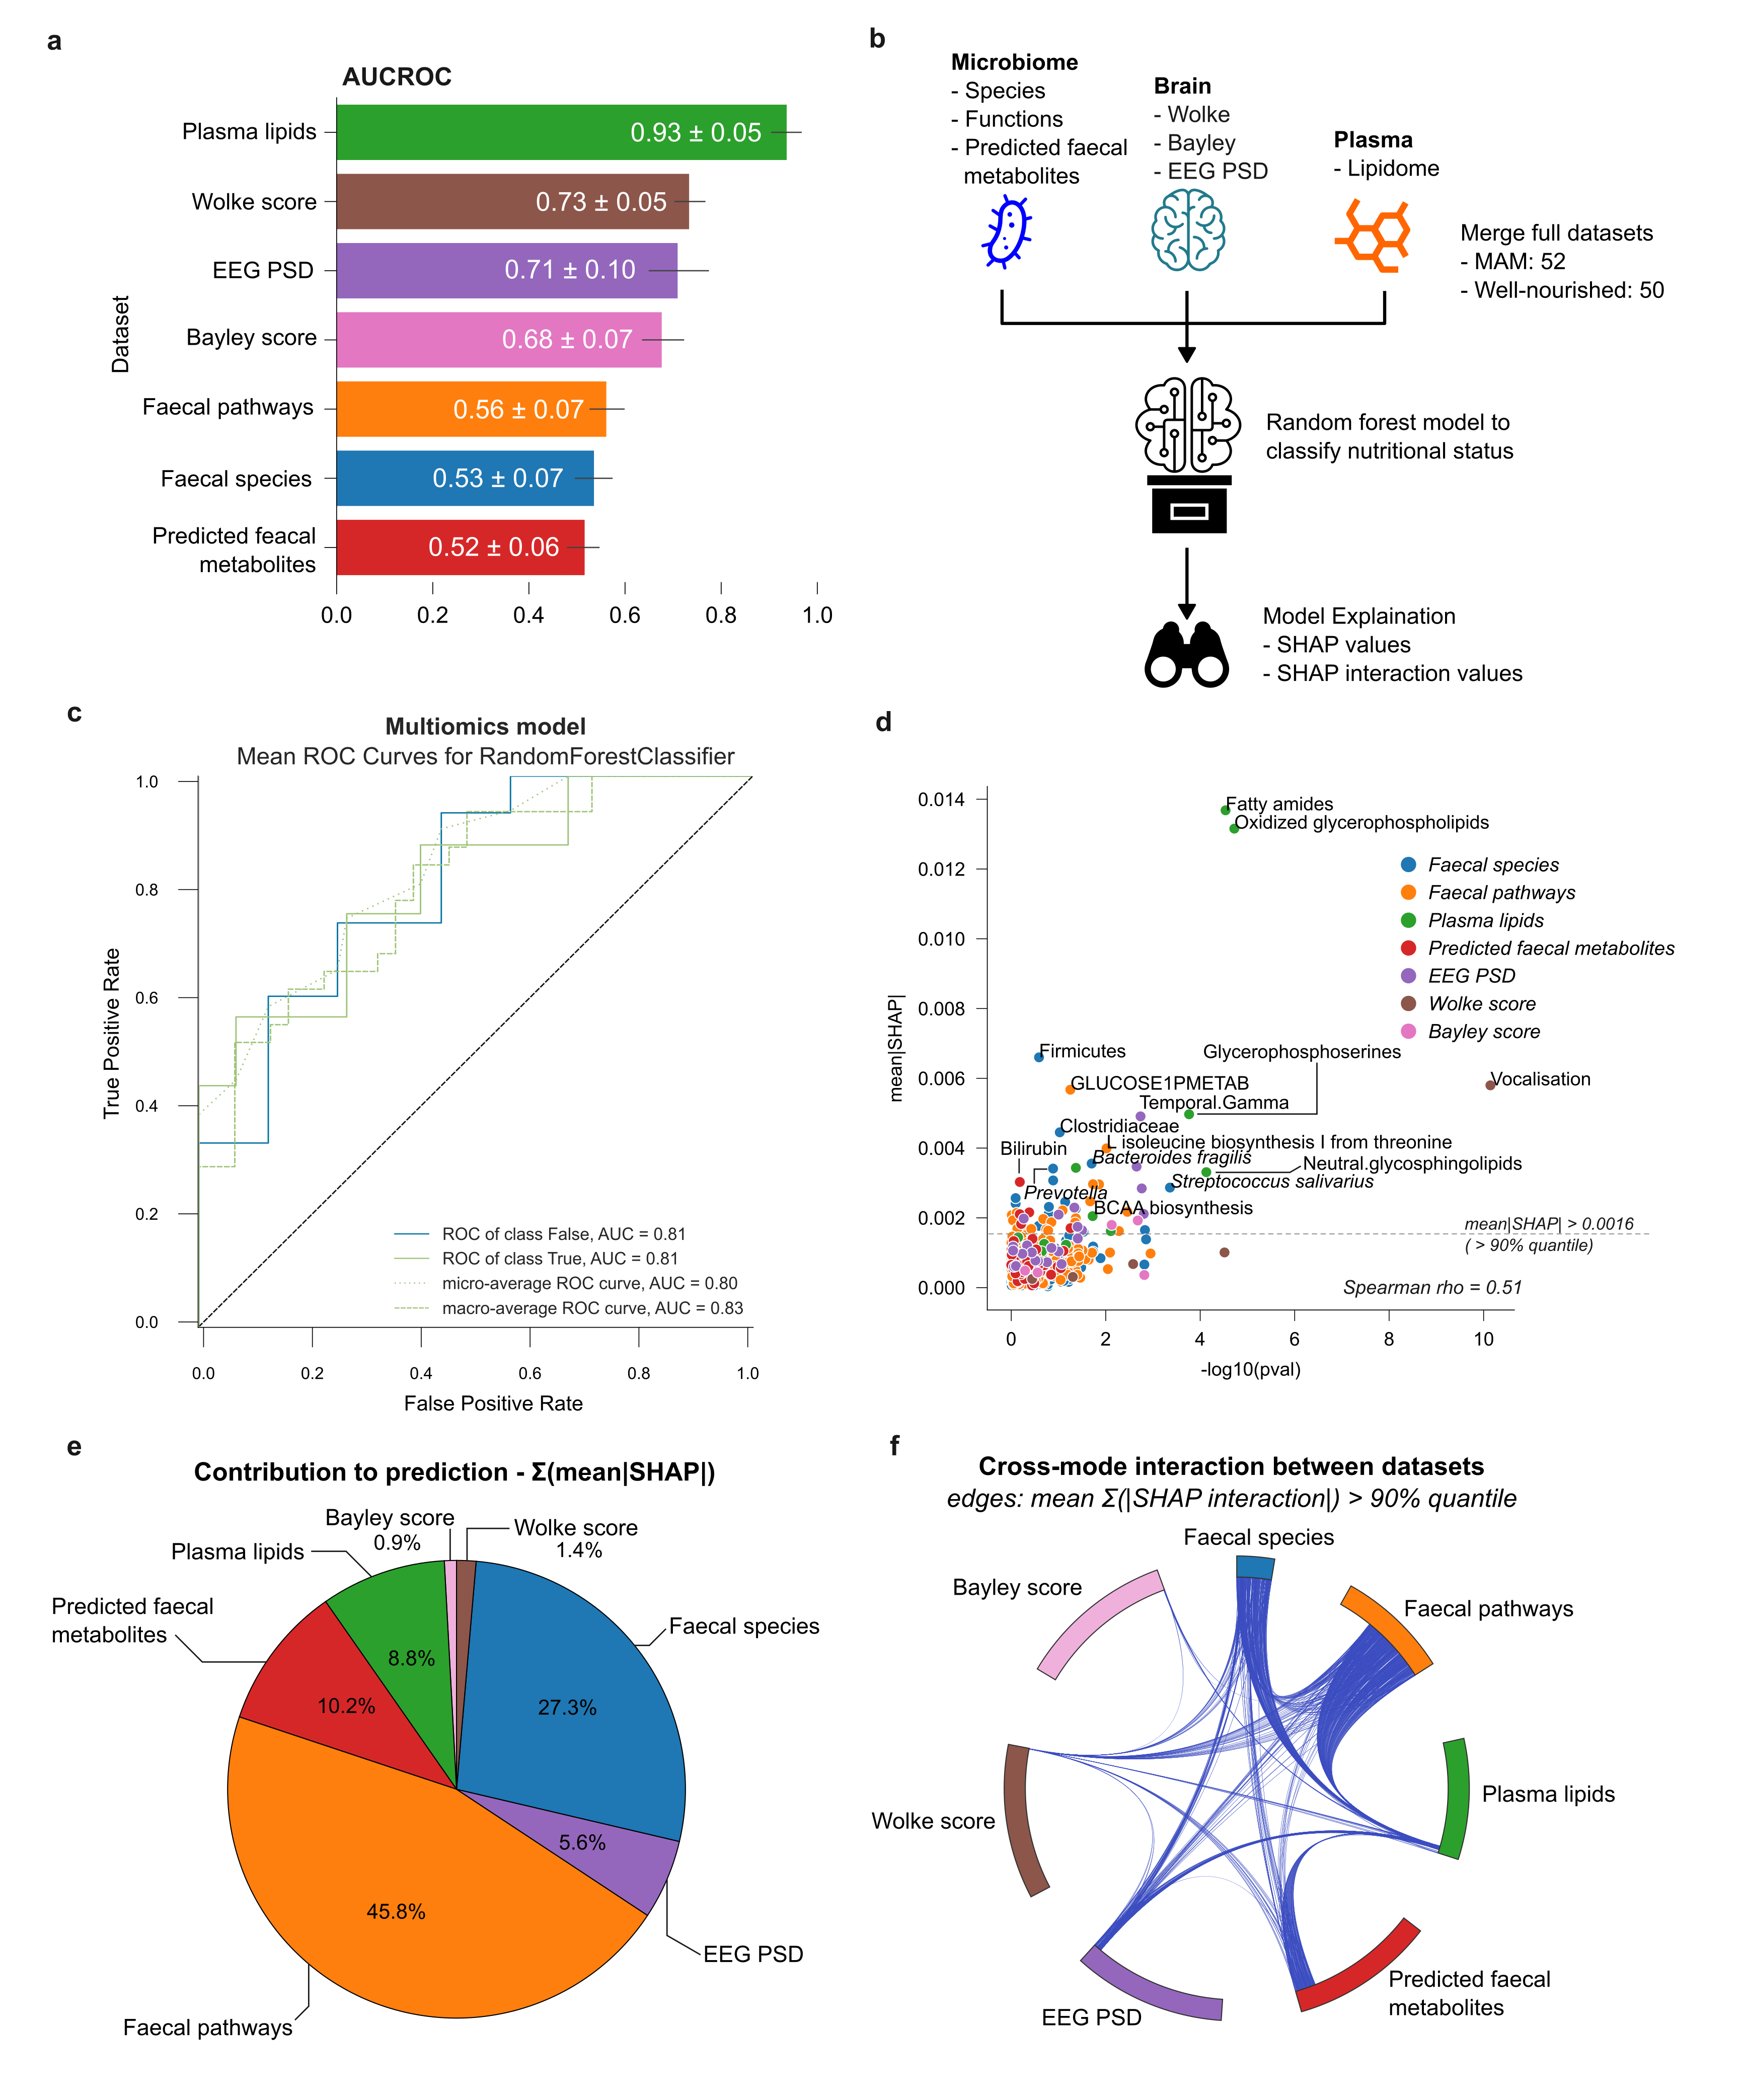 a
AUCROC
Plasma lipids
0.93 ± 0.05
Wolke score
0.73 ± 0.05
EEG PSD
0.71 ± 0.10
Bayley score
0.68 ± 0.07
Faecal pathways
0.56 ± 0.07
Faecal species
0.53 ± 0.07
Predicted feacal
metabolites
0.52 ± 0.06
Dataset
0.0 0.2 0.4 0.6 0.8 1.0
b
Microbiome
- Species
- Functions
- Predicted faecal
metabolites
Brain
- Wolke
- Bayley
- EEG PSD
Plasma
- Lipidome
Merge full datasets
- MAM: 52
- Well-nourished: 50
Random forest model to
classify nutritional status
Model Explaination
- SHAP values
- SHAP interaction values
c
Multiomics model
Mean ROC Curves for RandomForestClassifier
True Positive Rate
1.0
0.8
0.6
0.4
0.2
0.0
ROC of class False, AUC = 0.81
ROC of class True, AUC = 0.81
micro-average ROC curve, AUC = 0.80
macro-average ROC curve, AUC = 0.83
0.0 0.2 0.4 0.6 0.8 1.0
False Positive Rate
d
mean|SHAP|
0.014
0.012
0.010
0.008
0.006
0.004
0.002
0.000
Fatty amides
Oxidized glycerophospholipids
Faecal species
Faecal pathways
Plasma lipids
Predicted faecal metabolites
EEG PSD
Wolke score
Bayley score
Firmicutes
Glycerophosphoserines
GLUCOSE1PMETAB
Vocalisation
Temporal.Gamma
Clostridiaceae
Bilirubin
L isoleucine biosynthesis I from threonine
Bacteroides fragilis
Neutral.glycosphingolipids
Streptococcus salivarius
Prevotella
BCAA biosynthesis
mean|SHAP| > 0.0016
( > 90% quantile)
Spearman rho = 0.51
0 2 4 6 8 10
-log10(pval)
e
Contribution to prediction - Σ(mean|SHAP|)
Bayley score
0.9%
Wolke score
1.4%
Plasma lipids
8.8%
Predicted faecal
metabolites
10.2%
Faecal species
27.3%
5.6%
EEG PSD
45.8%
Faecal pathways
f
Cross-mode interaction between datasets
edges: mean Σ(|SHAP interaction|) > 90% quantile
Faecal species
Bayley score
Faecal pathways
Plasma lipids
Wolke score
Predicted faecal
metabolites
EEG PSD